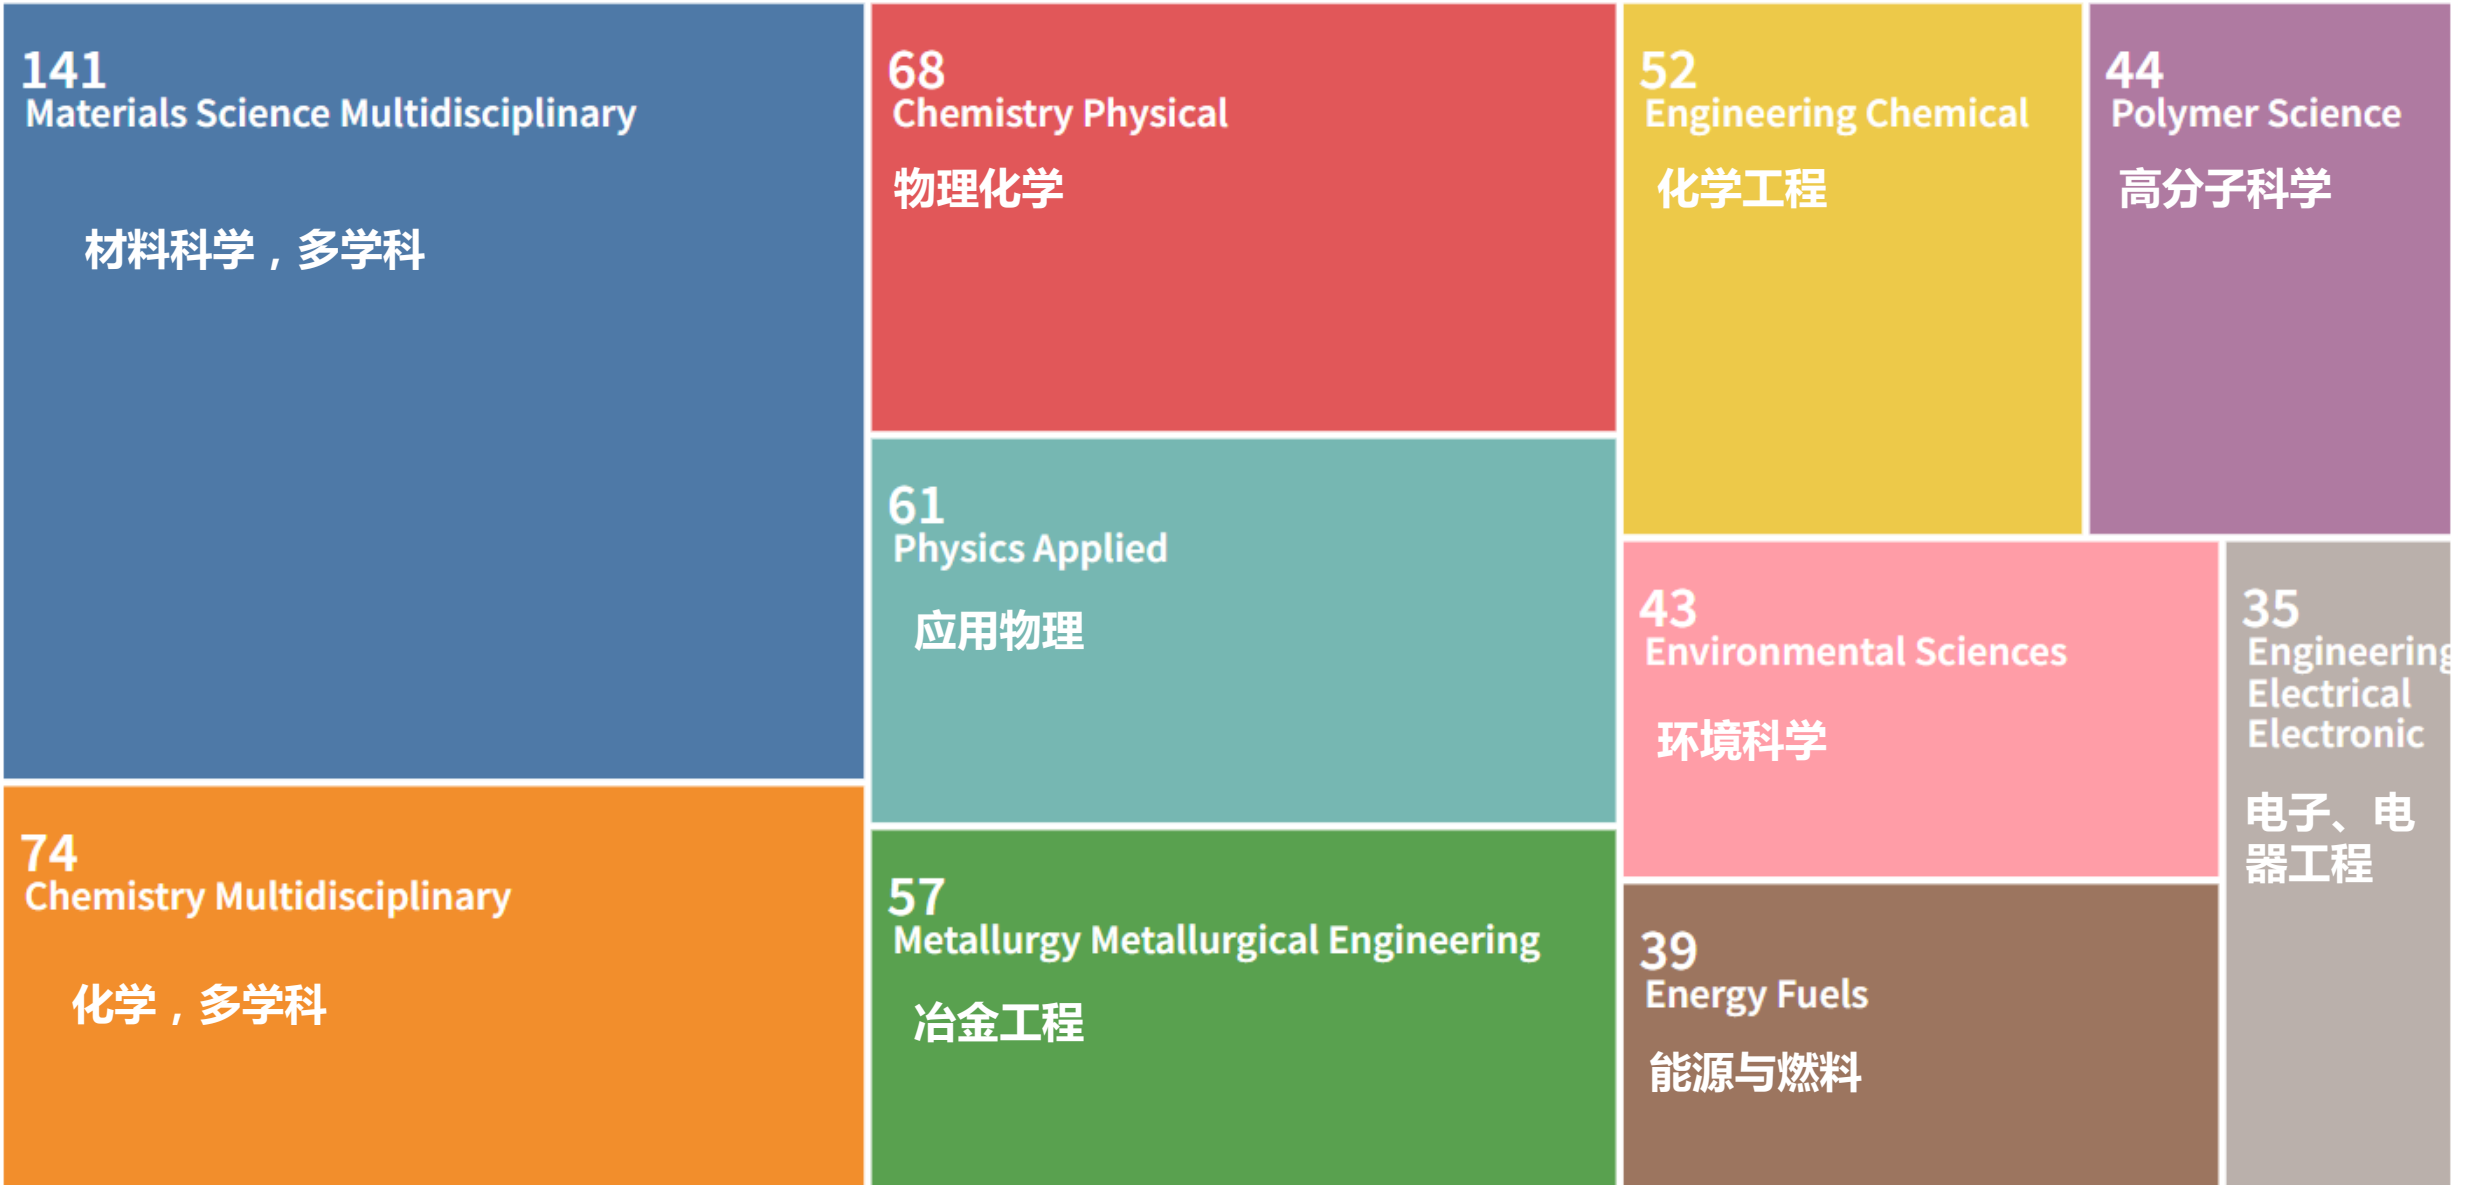 141
Materials Science Multidisciplinary
材料科学，多学科
74
Chemistry Multidisciplinary
化学，多学科
68
Chemistry Physical
物理化学
61
Physics Applied
应用物理
57
Metallurgy Metallurgical Engineering
冶金工程
52
Engineering Chemical
化学工程
44
Polymer Science
高分子科学
43
Environmental Sciences
环境科学
39
Energy Fuels
能源与燃料
35
Engineering
Electrical
Electronic
电子、电
器工程